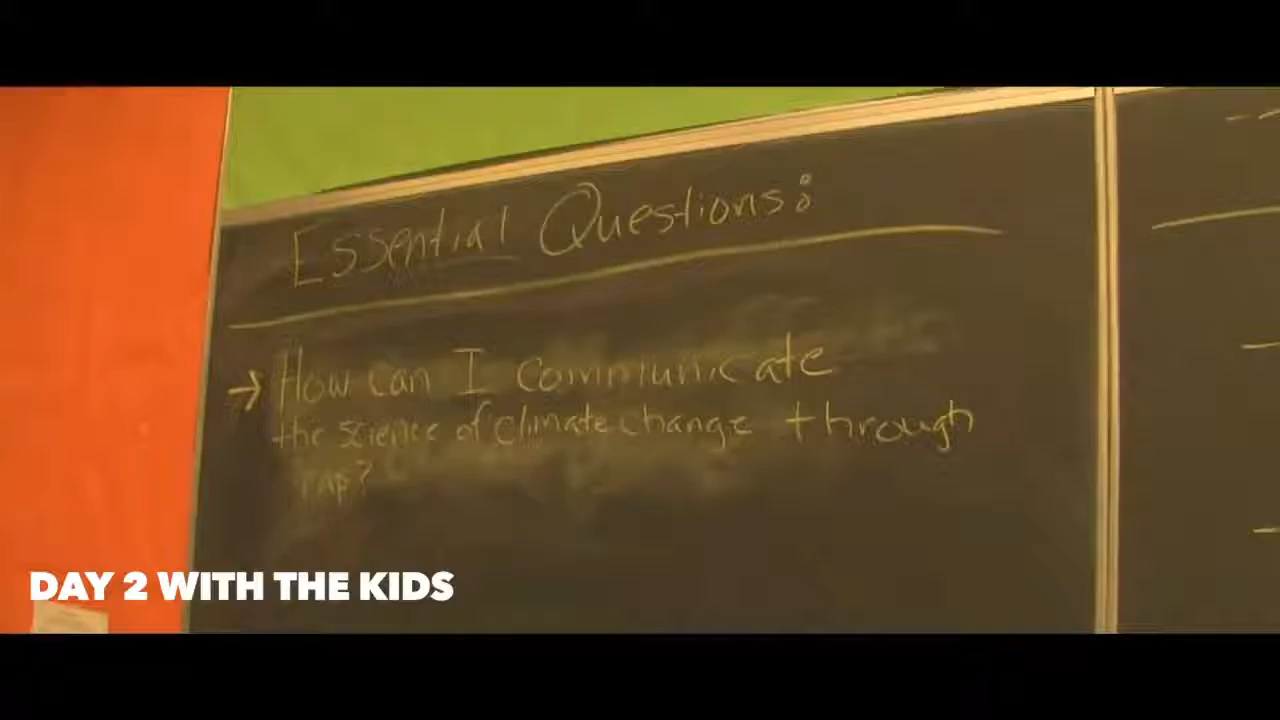 Essential Questions:
→ How can I communicate
the science of climate change through
rap?
DAY 2 WITH THE KIDS